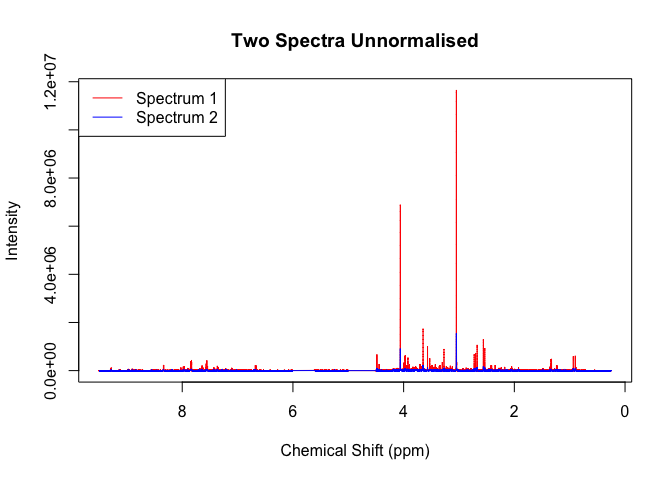 Two Spectra Unnormalised
Spectrum 1
Spectrum 2
Intensity
0.0e+00
4.0e+06
8.0e+06
1.2e+07
8 6 4 2 0
Chemical Shift (ppm)